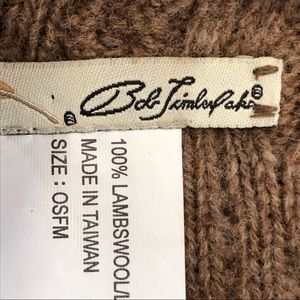 Bob Timberlake®
100% LAMBSWOOL/
MADE IN TAIWAN
SIZE : OSFM